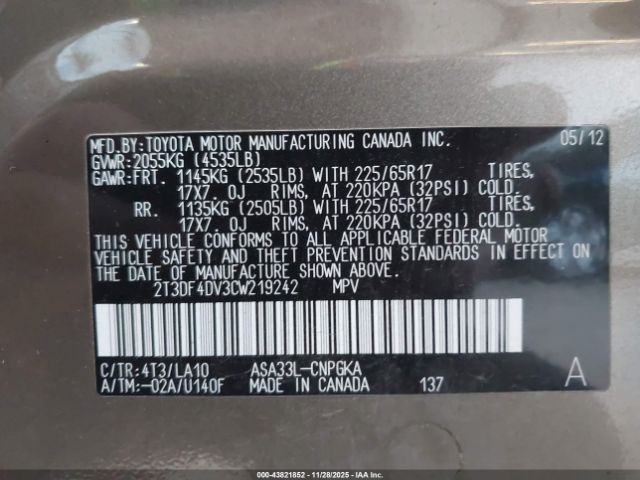 MFD.BY:TOYOTA MOTOR MANUFACTURING CANADA INC. 05/12
GVWR:2055KG (4535LB)
GAWR:FRT. 1145KG (2535LB) WITH 225/65R17 TIRES,
17X7.0J RIMS, AT 220KPA (32PSI) COLD.
RR. 1135KG (2505LB) WITH 225/65R17 TIRES,
17X7.0J RIMS, AT 220KPA (32PSI) COLD.
THIS VEHICLE CONFORMS TO ALL APPLICABLE FEDERAL MOTOR
VEHICLE SAFETY AND THEFT PREVENTION STANDARDS IN EFFECT ON
THE DATE OF MANUFACTURE SHOWN ABOVE.
2T3DF4DV3CW219242 MPV
C/TR:4T3/LA10 ASA33L-CNPGKA
A/TM:-02A/U140F MADE IN CANADA 137 A
000-43821852 | 11/28/2025 - IAA Inc.